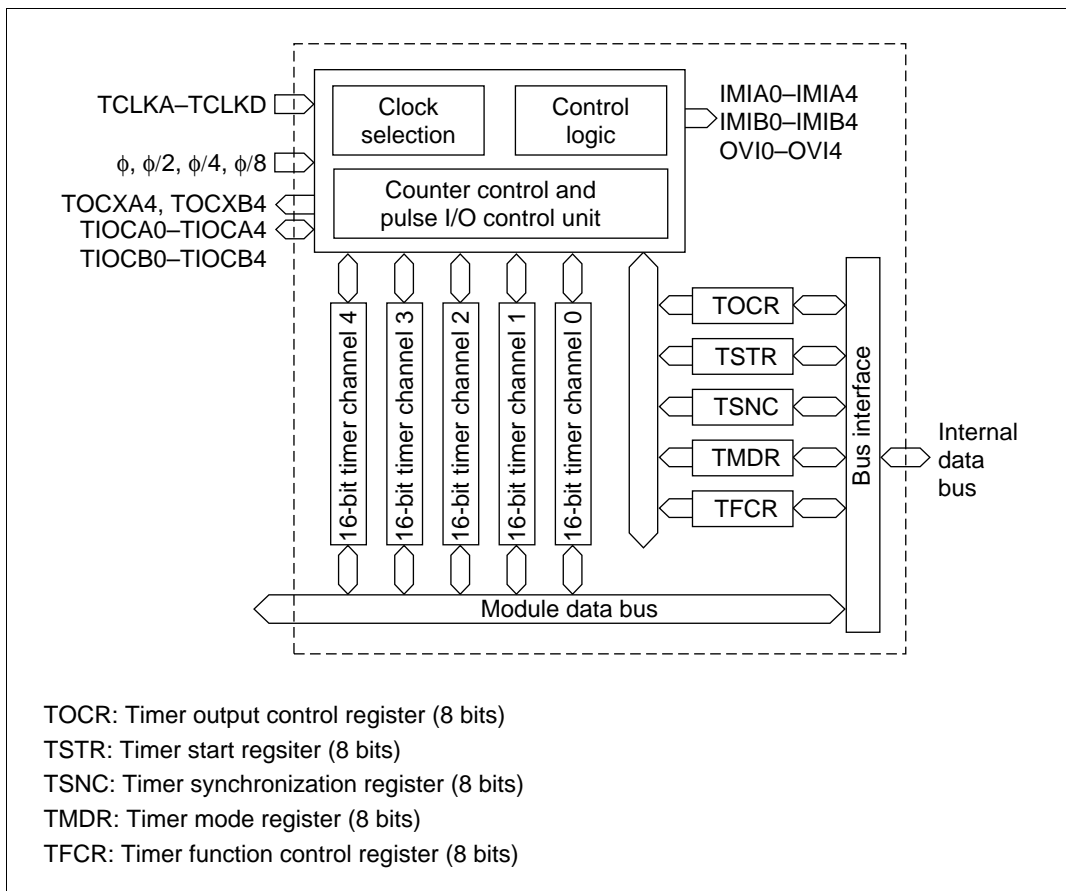 TCLKA–TCLKD
ϕ, ϕ/2, ϕ/4, ϕ/8
TOCXA4, TOCXB4
TIOCA0–TIOCA4
TIOCB0–TIOCB4
Clock
selection
Control
logic
Counter control and
pulse I/O control unit
IMIA0–IMIA4
IMIB0–IMIB4
OVI0–OVI4
16-bit timer channel 4
16-bit timer channel 3
16-bit timer channel 2
16-bit timer channel 1
16-bit timer channel 0
TOCR
TSTR
TSNC
TMDR
TFCR
Bus interface
Internal
data
bus
Module data bus
TOCR: Timer output control register (8 bits)
TSTR: Timer start regsiter (8 bits)
TSNC: Timer synchronization register (8 bits)
TMDR: Timer mode register (8 bits)
TFCR: Timer function control register (8 bits)